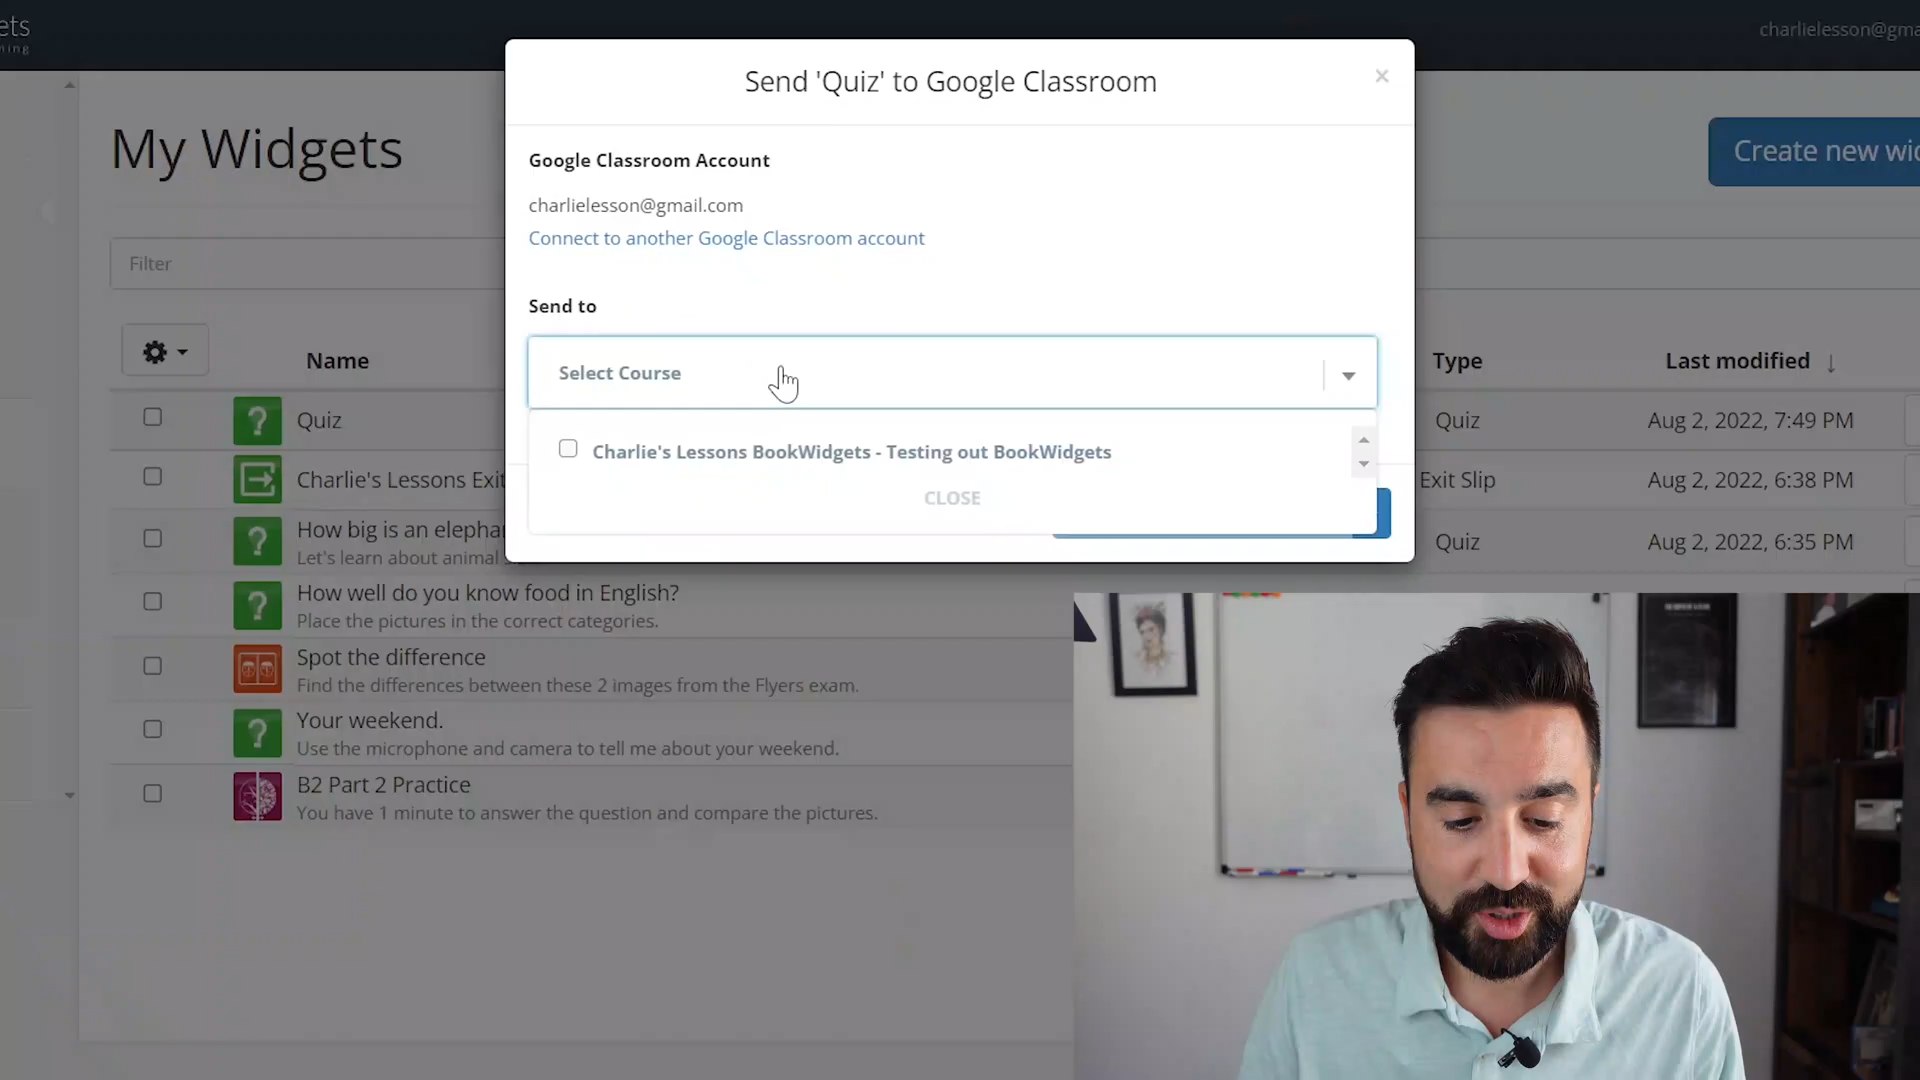 ets
ning
charlielesson@gma
Send 'Quiz' to Google Classroom
×
My Widgets
Create new wi
Google Classroom Account
charlielesson@gmail.com
Connect to another Google Classroom account
Filter
Send to
Select Course
Name
Type
Last modified ↓
Charlie's Lessons BookWidgets - Testing out BookWidgets
CLOSE
Quiz
Quiz
Aug 2, 2022, 7:49 PM
Charlie's Lessons Exit
Exit Slip
Aug 2, 2022, 6:38 PM
How big is an elepha
Let's learn about animal
Quiz
Aug 2, 2022, 6:35 PM
How well do you know food in English?
Place the pictures in the correct categories.
Spot the difference
Find the differences between these 2 images from the Flyers exam.
Your weekend.
Use the microphone and camera to tell me about your weekend.
B2 Part 2 Practice
You have 1 minute to answer the question and compare the pictures.